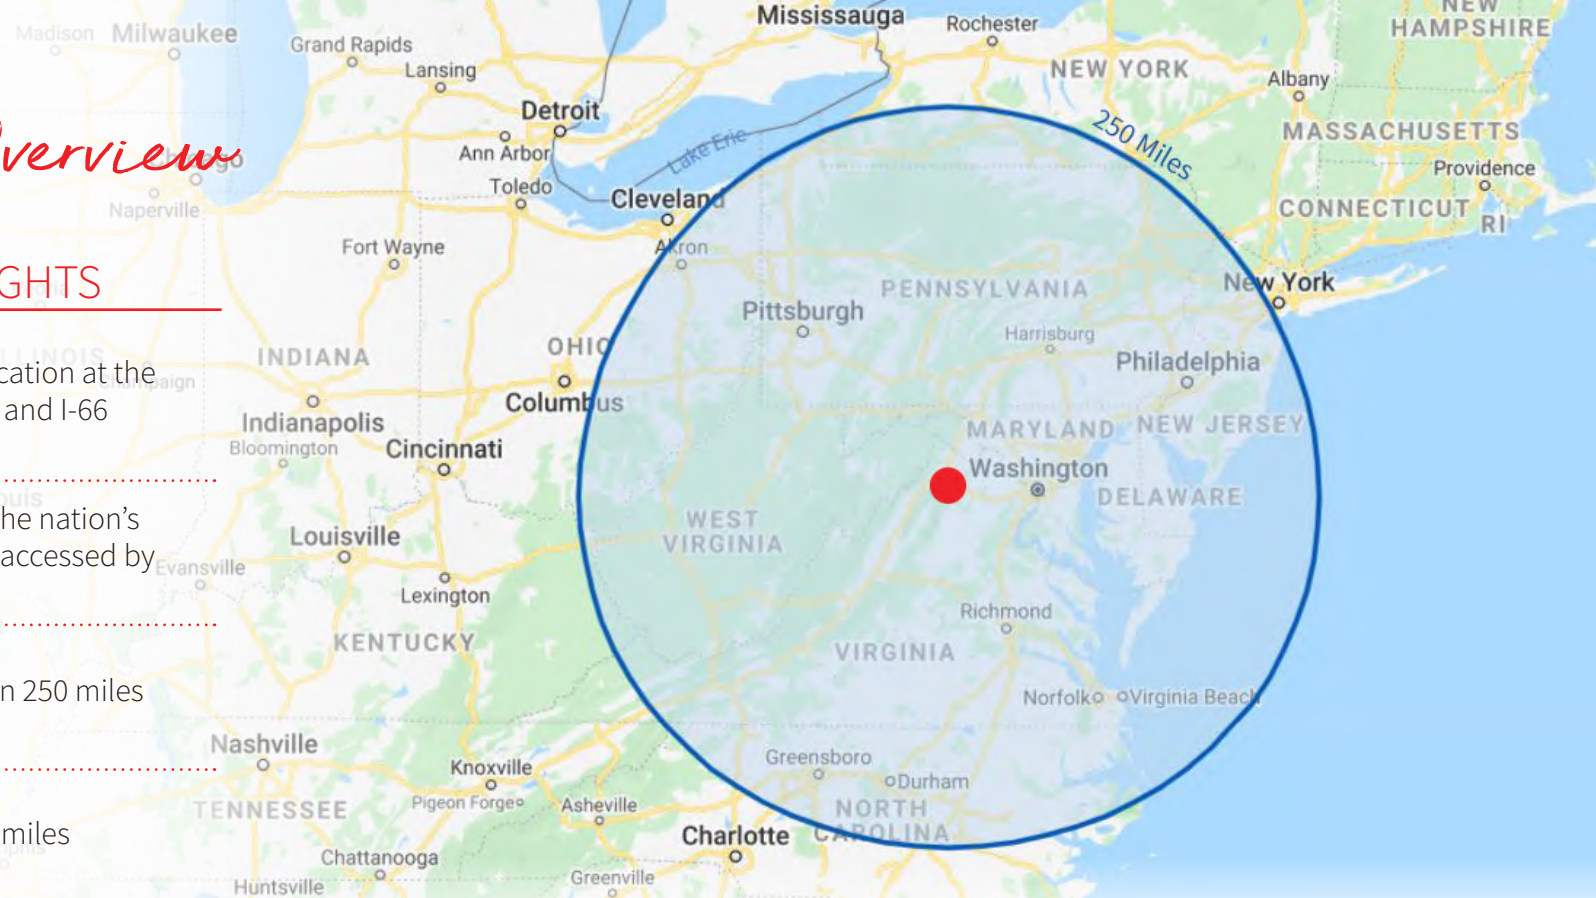 verview
GHTS
cation at the
and I-66
he nation's
accessed by
n 250 miles
miles
Madison
Milwaukee
Grand Rapids
Lansing
Detroit
Ann Arbor
Toledo
Naperville
Fort Wayne
Cleveland
Akron
Lake Erie
Mississauga
Rochester
NEW YORK
Albany
NEW
HAMPSHIRE
MASSACHUSETTS
Providence
CONNECTICUT
RI
250 Miles
New York
PENNSYLVANIA
Pittsburgh
Harrisburg
Philadelphia
OHIO
INDIANA
ILLINOIS
Columbus
Indianapolis
Bloomington
Cincinnati
MARYLAND
NEW JERSEY
Washington
DELAWARE
WEST
VIRGINIA
Louisville
Evansville
Lexington
KENTUCKY
Richmond
VIRGINIA
Norfolk
Virginia Beach
Nashville
Knoxville
TENNESSEE
Pigeon Forge
Asheville
Greensboro
Durham
NORTH
CAROLINA
Charlotte
Chattanooga
Huntsville
Greenville